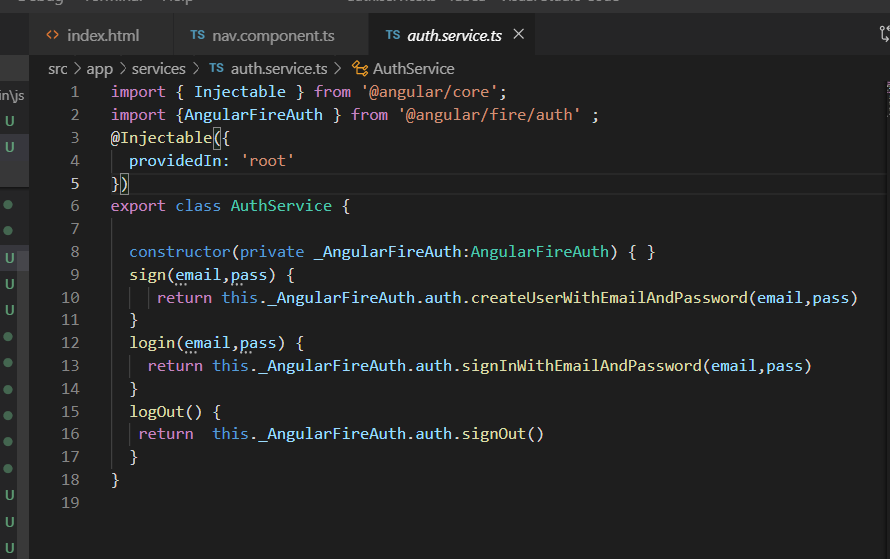 index.html
TS nav.component.ts
TS auth.service.ts
src > app > services > TS auth.service.ts > AuthService
in\js
U
U
U
U
U
U
U
U
1 import { Injectable } from '@angular/core';
2 import {AngularFireAuth } from '@angular/fire/auth' ;
3 @Injectable({
4 providedIn: 'root'
5 })
6 export class AuthService {
7
8 constructor(private _AngularFireAuth:AngularFireAuth) { }
9 sign(email,pass) {
10 return this._AngularFireAuth.auth.createUserWithEmailAndPassword(email,pass)
11 }
12 login(email,pass) {
13 return this._AngularFireAuth.auth.signInWithEmailAndPassword(email,pass)
14 }
15 logOut() {
16 return  this._AngularFireAuth.auth.signOut()
17 }
18 }
19